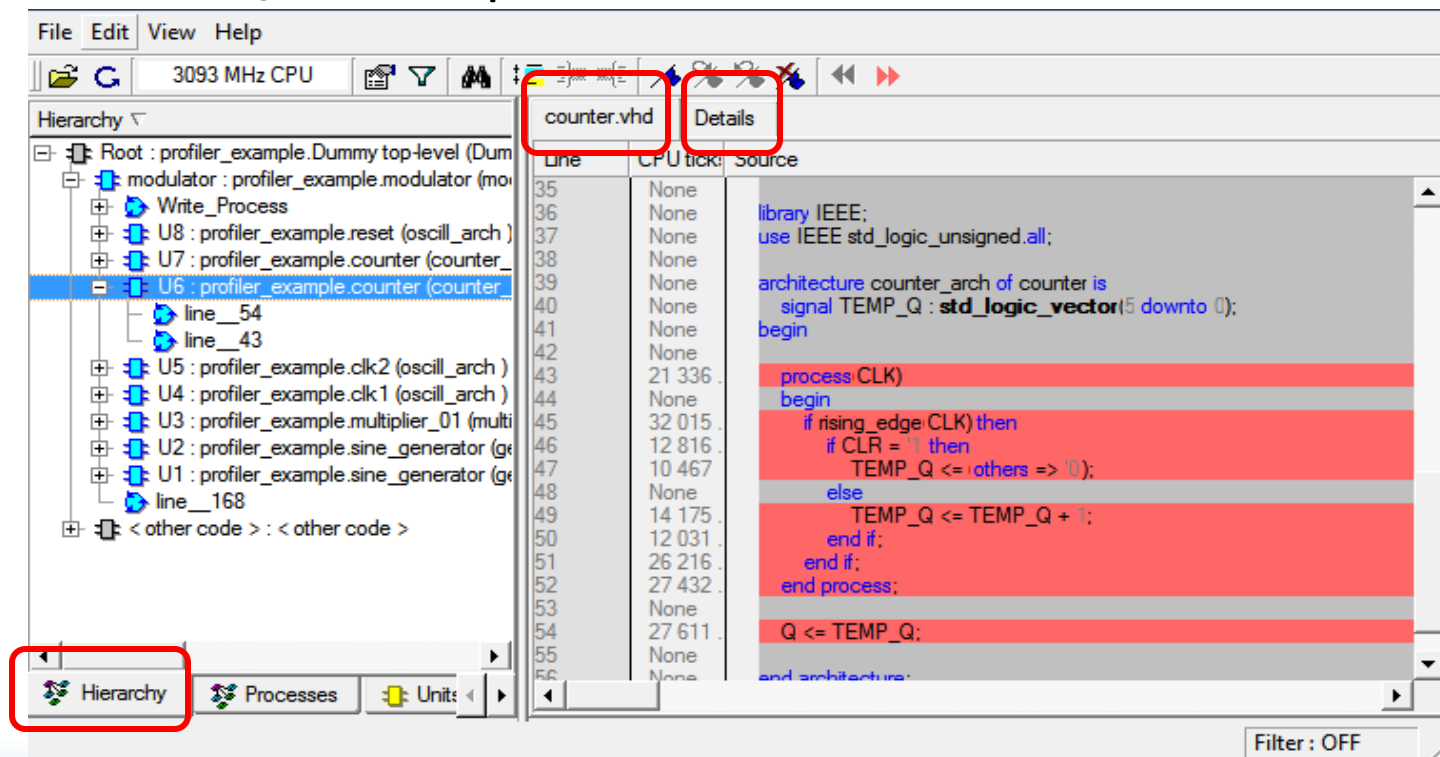 File Edit View Help
3093 MHz CPU
Hierarchy
Root : profiler_example.Dummy top-level (Dum
modulator : profiler_example.modulator (mo
Write_Process
U8 : profiler_example.reset (oscill_arch )
U7 : profiler_example.counter (counter_
U6 : profiler_example.counter (counter_
line__54
line__43
U5 : profiler_example.clk2 (oscill_arch )
U4 : profiler_example.clk1 (oscill_arch )
U3 : profiler_example.multiplier_01 (multi
U2 : profiler_example.sine_generator (ge
U1 : profiler_example.sine_generator (ge
line__168
< other code > : < other code >
Hierarchy Processes Units
counter.vhd Details
Line CPU ticks Source
35 None
36 None library IEEE;
37 None use IEEE std_logic_unsigned.all;
38 None
39 None architecture counter_arch of counter is
40 None signal TEMP_Q : std_logic_vector(5 downto 0);
41 None begin
42 None
43 21 336 . process(CLK)
44 None begin
45 32 015 . if rising_edge(CLK) then
46 12 816 . if CLR = '1 then
47 10 467 TEMP_Q <= (others => '0');
48 None else
49 14 175 . TEMP_Q <= TEMP_Q + 1;
50 12 031 . end if;
51 26 216 . end if;
52 27 432 . end process;
53 None
54 27 611 . Q <= TEMP_Q;
55 None
56 None end architecture;
Filter : OFF